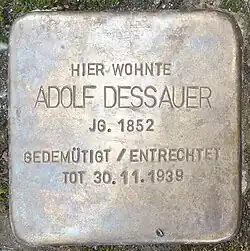 HIER WOHNTE
ADOLF DESSAUER
JG. 1852
GEDEMÜTIGT / ENTRECHTET
TOT 30.11.1939